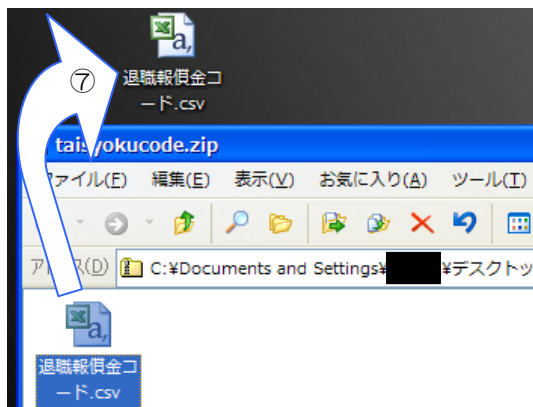 ⑦
退職報償金コ
ード.csv
taisyokucode.zip
ファイル(F) 編集(E) 表示(V) お気に入り(A) ツール(T)
C:¥Documents and Settings¥ ¥デスクトッ
退職報償金コ
ード.csv